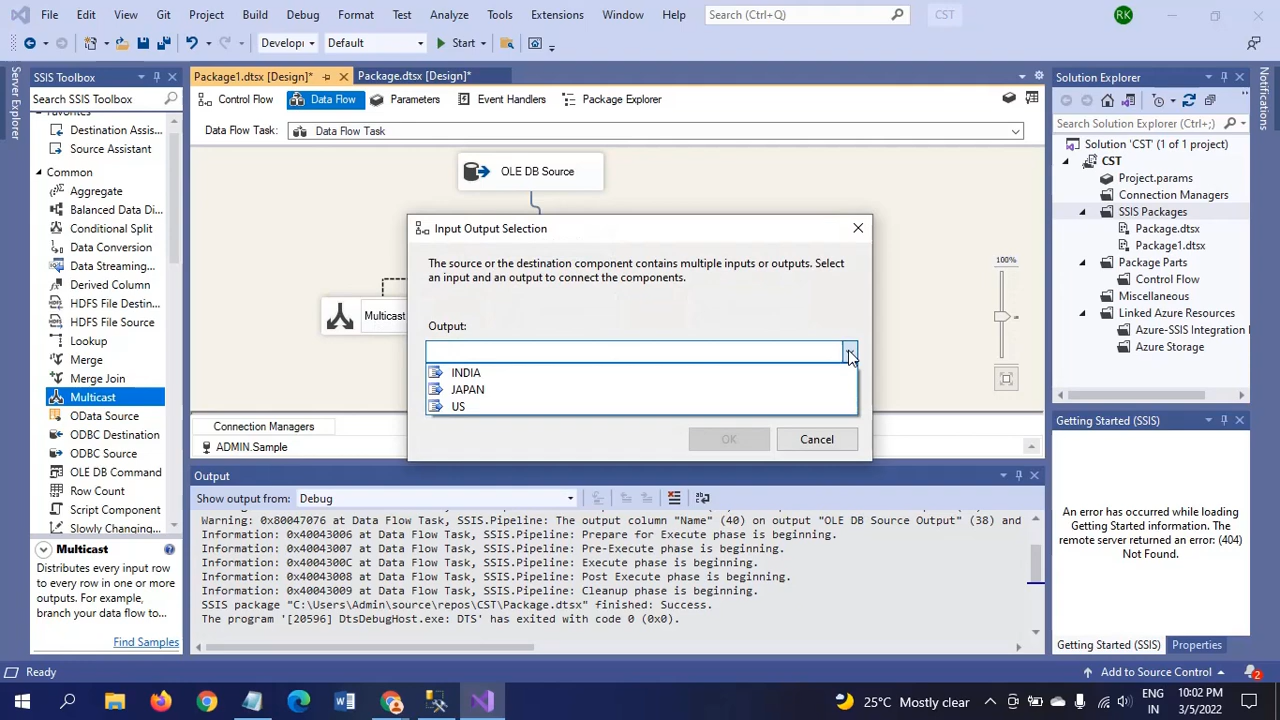 File Edit View Git Project Build Debug Format Test Analyze Tools Extensions Window Help Search (Ctrl+Q) CST RK
Developi Default Start
Server Explorer
SSIS Toolbox
Search SSIS Toolbox
Favorites
Destination Assis...
Source Assistant
Common
Aggregate
Balanced Data Di...
Conditional Split
Data Conversion
Data Streaming...
Derived Column
HDFS File Destin...
HDFS File Source
Lookup
Merge
Merge Join
Multicast
OData Source
ODBC Destination
ODBC Source
OLE DB Command
Row Count
Script Component
Slowly Changing...
Multicast
Distributes every input row
to every row in one or more
outputs. For example,
branch your data flow to...
Find Samples
Package1.dtsx [Design]* Package.dtsx [Design]*
Control Flow Data Flow Parameters Event Handlers Package Explorer
Data Flow Task: Data Flow Task
OLE DB Source
Multicast
100%
Input Output Selection
The source or the destination component contains multiple inputs or outputs. Select
an input and an output to connect the components.
Output:
INDIA
JAPAN
US
OK Cancel
Connection Managers
ADMIN.Sample
Output
Show output from: Debug
Warning: 0x80047076 at Data Flow Task, SSIS.Pipeline: The output column "Name" (40) on output "OLE DB Source Output" (38) and
Information: 0x40043006 at Data Flow Task, SSIS.Pipeline: Prepare for Execute phase is beginning.
Information: 0x40043007 at Data Flow Task, SSIS.Pipeline: Pre-Execute phase is beginning.
Information: 0x4004300C at Data Flow Task, SSIS.Pipeline: Execute phase is beginning.
Information: 0x40043008 at Data Flow Task, SSIS.Pipeline: Post Execute phase is beginning.
Information: 0x40043009 at Data Flow Task, SSIS.Pipeline: Cleanup phase is beginning.
SSIS package "C:\Users\Admin\source\repos\CST\Package.dtsx" finished: Success.
The program '[20596] DtsDebugHost.exe: DTS' has exited with code 0 (0x0).
Solution Explorer
Search Solution Explorer (Ctrl+;)
Solution 'CST' (1 of 1 project)
CST
Project.params
Connection Managers
SSIS Packages
Package.dtsx
Package1.dtsx
Package Parts
Control Flow
Miscellaneous
Linked Azure Resources
Azure-SSIS Integration
Azure Storage
Getting Started (SSIS)
An error has occurred while loading
Getting Started information. The
remote server returned an error: (404)
Not Found.
Getting Started (SSIS) Properties
Notifications
Ready Add to Source Control 2
25°C Mostly clear
ENG
IN
10:02 PM
3/5/2022